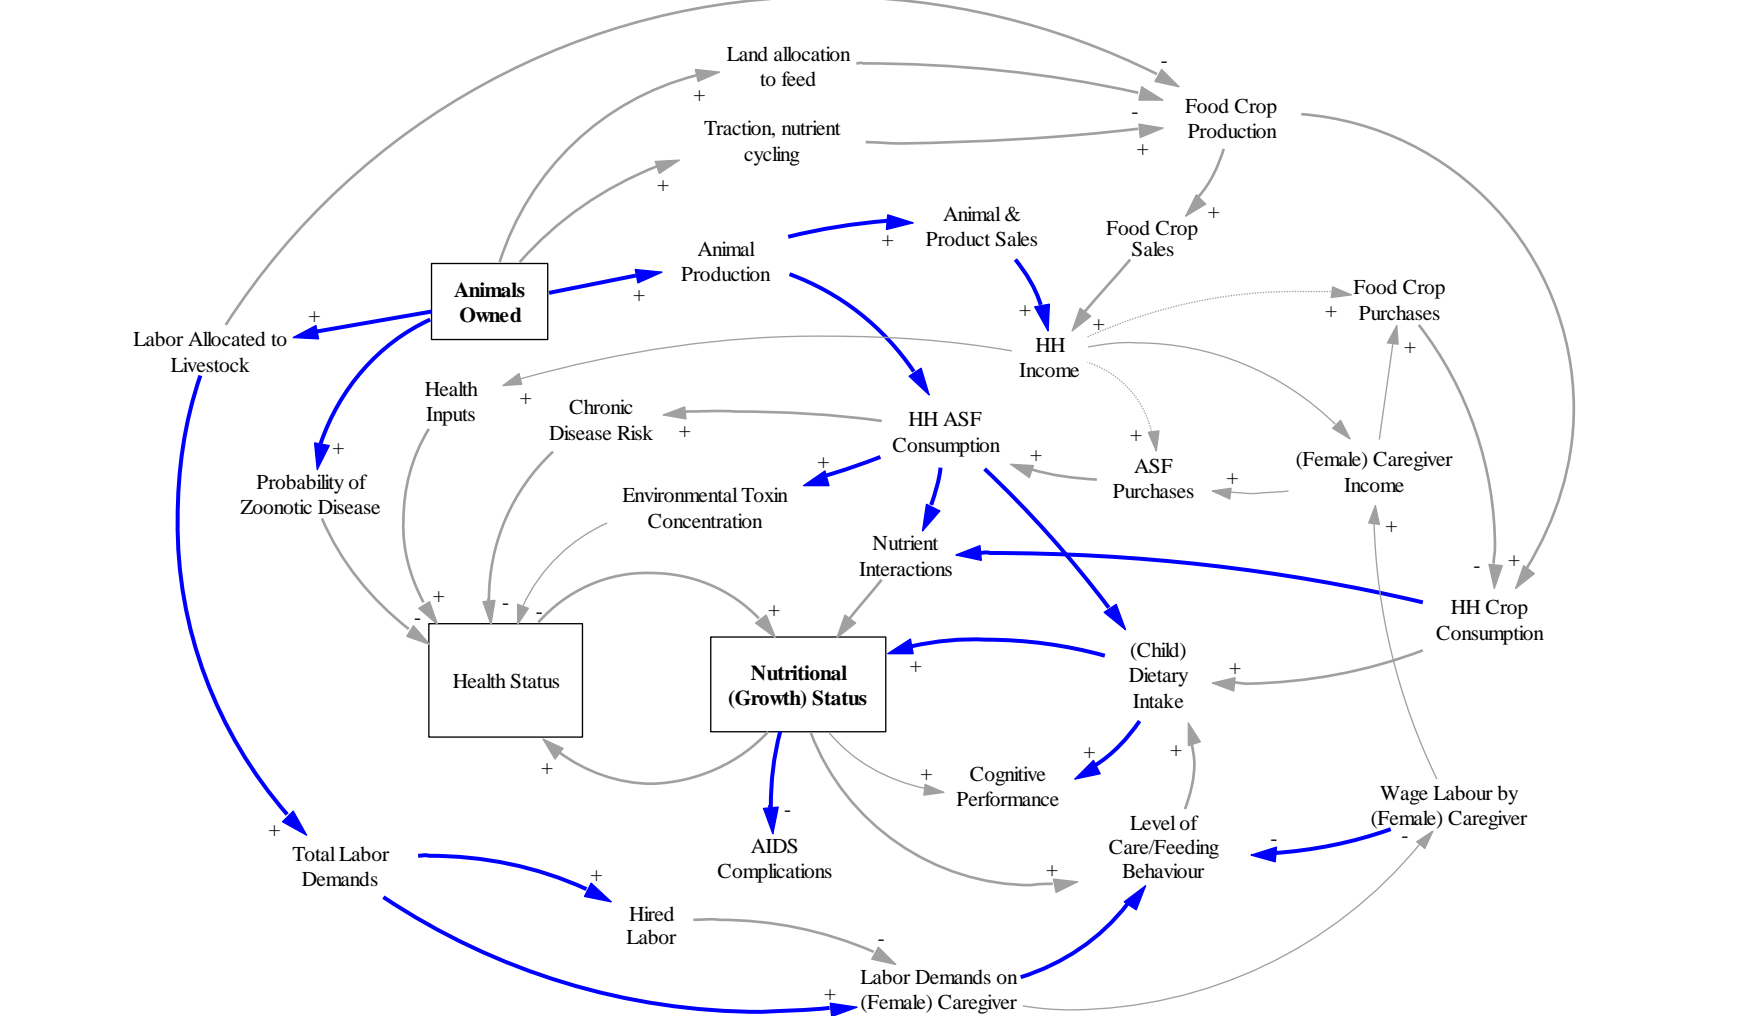 Land allocation
to feed
-
+
Food Crop
Production
-
Traction, nutrient
cycling
+
+
Animal &
Product Sales
+
+
Food Crop
Sales
Animal
Production
Animals
Owned
+
+
+
+
Food Crop
Purchases
+
+
HH
Income
+
Labor Allocated to
Livestock
Health
Inputs
+
Chronic
Disease Risk
+
HH ASF
Consumption
+
+
ASF
Purchases
+
(Female) Caregiver
Income
+
+
Probability of
Zoonotic Disease
Environmental Toxin
Concentration
Nutrient
Interactions
-
+
HH Crop
Consumption
+
-
-
-
+
Health Status
Nutritional
(Growth) Status
+
(Child)
Dietary
Intake
+
+
+
+
+
Cognitive
Performance
-
AIDS
Complications
Level of
Care/Feeding
Behaviour
+
-
Wage Labour by
(Female) Caregiver
-
+
Total Labor
Demands
+
Hired
Labor
-
+
Labor Demands on
(Female) Caregiver